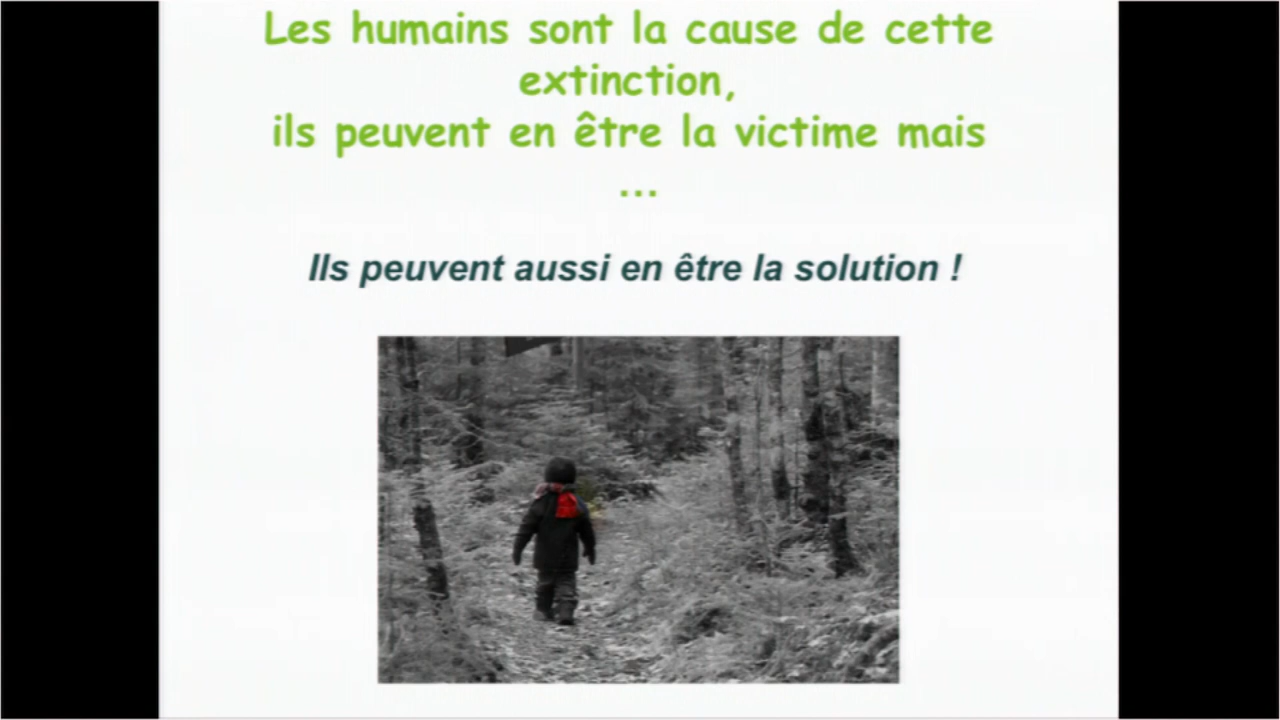 Les humains sont la cause de cette
extinction,
ils peuvent en être la victime mais
...
Ils peuvent aussi en être la solution !